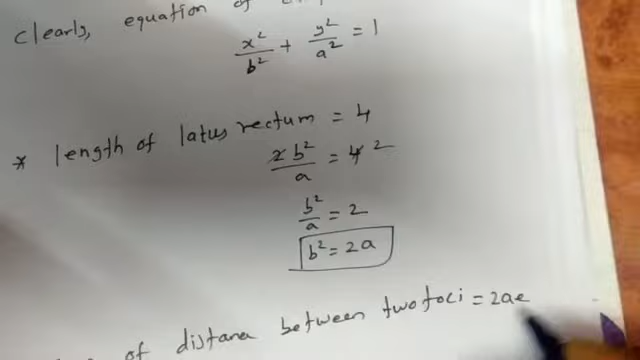 clearly, equation of
x²/b² + y²/a² = 1
* length of latus rectum = 4
2b²/a = 4 2
b²/a = 2
b² = 2a
of distana between two foci = 2ae